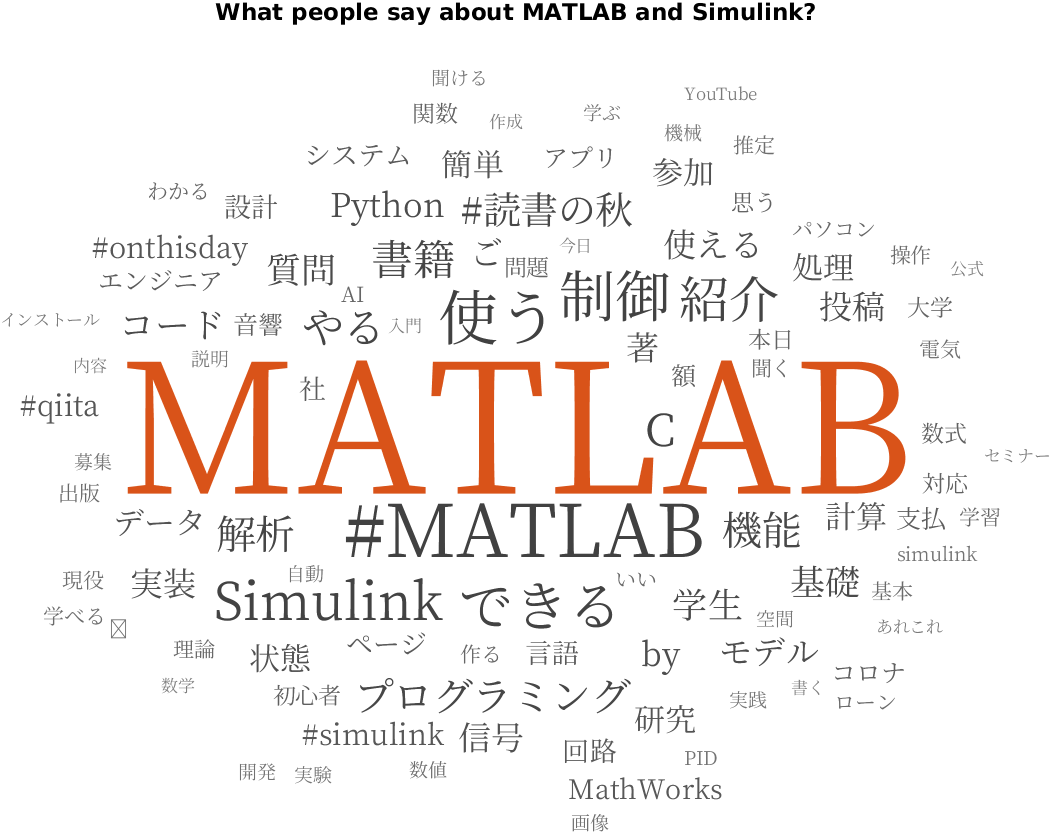 What people say about MATLAB and Simulink?
聞ける
YouTube
関数
作成
学ぶ
機械
推定
システム
簡単
アプリ
参加
わかる
設計
Python
#読書の秋
思う
#onthisday
書籍
ご
今日
使える
パソコン
エンジニア
質問
問題
処理
操作
公式
AI
使う
制御
紹介
投稿
大学
インストール
コード
音響
やる
入門
著
本日
電気
内容
説明
社
額
聞く
#qiita
MATLAB
C
数式
セミナー
募集
出版
対応
データ
解析
#MATLAB
機能
計算
支払
学習
simulink
現役
実装
自動
いい
基礎
基本
学べる
Simulink
できる
学生
空間
あれこれ
理論
状態
ページ
作る
言語
by
モデル
コロナ
数学
初心者
プログラミング
実践
書く
ローン
#simulink
信号
研究
回路
PID
開発
実験
数値
MathWorks
画像